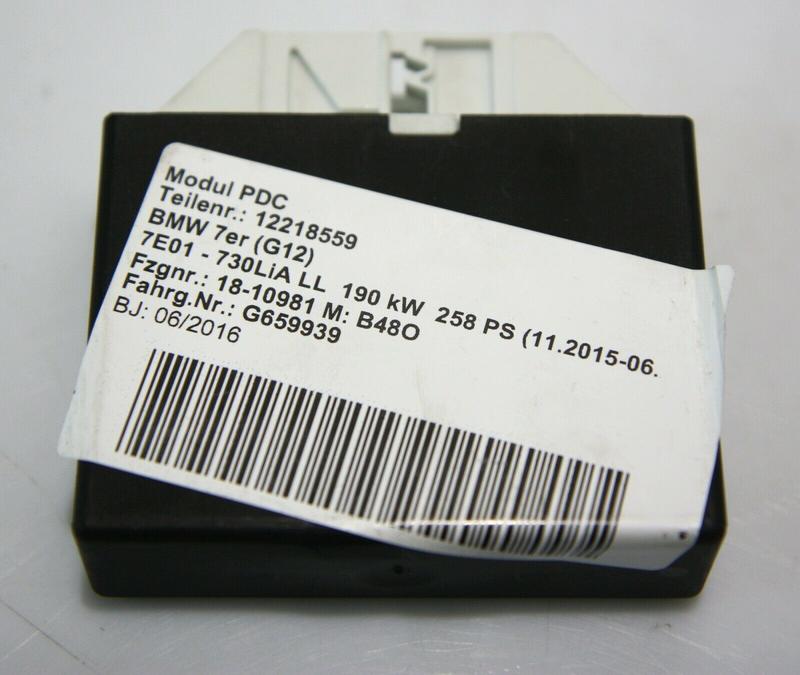 Modul PDC
Teilenr.: 12218559
BMW 7er (G12)
7E01 - 730LiA LL 190 kW 258 PS (11.2015-06.
Fzgnr.: 18-10981 M: B48O
Fahrg.Nr.: G659939
BJ: 06/2016